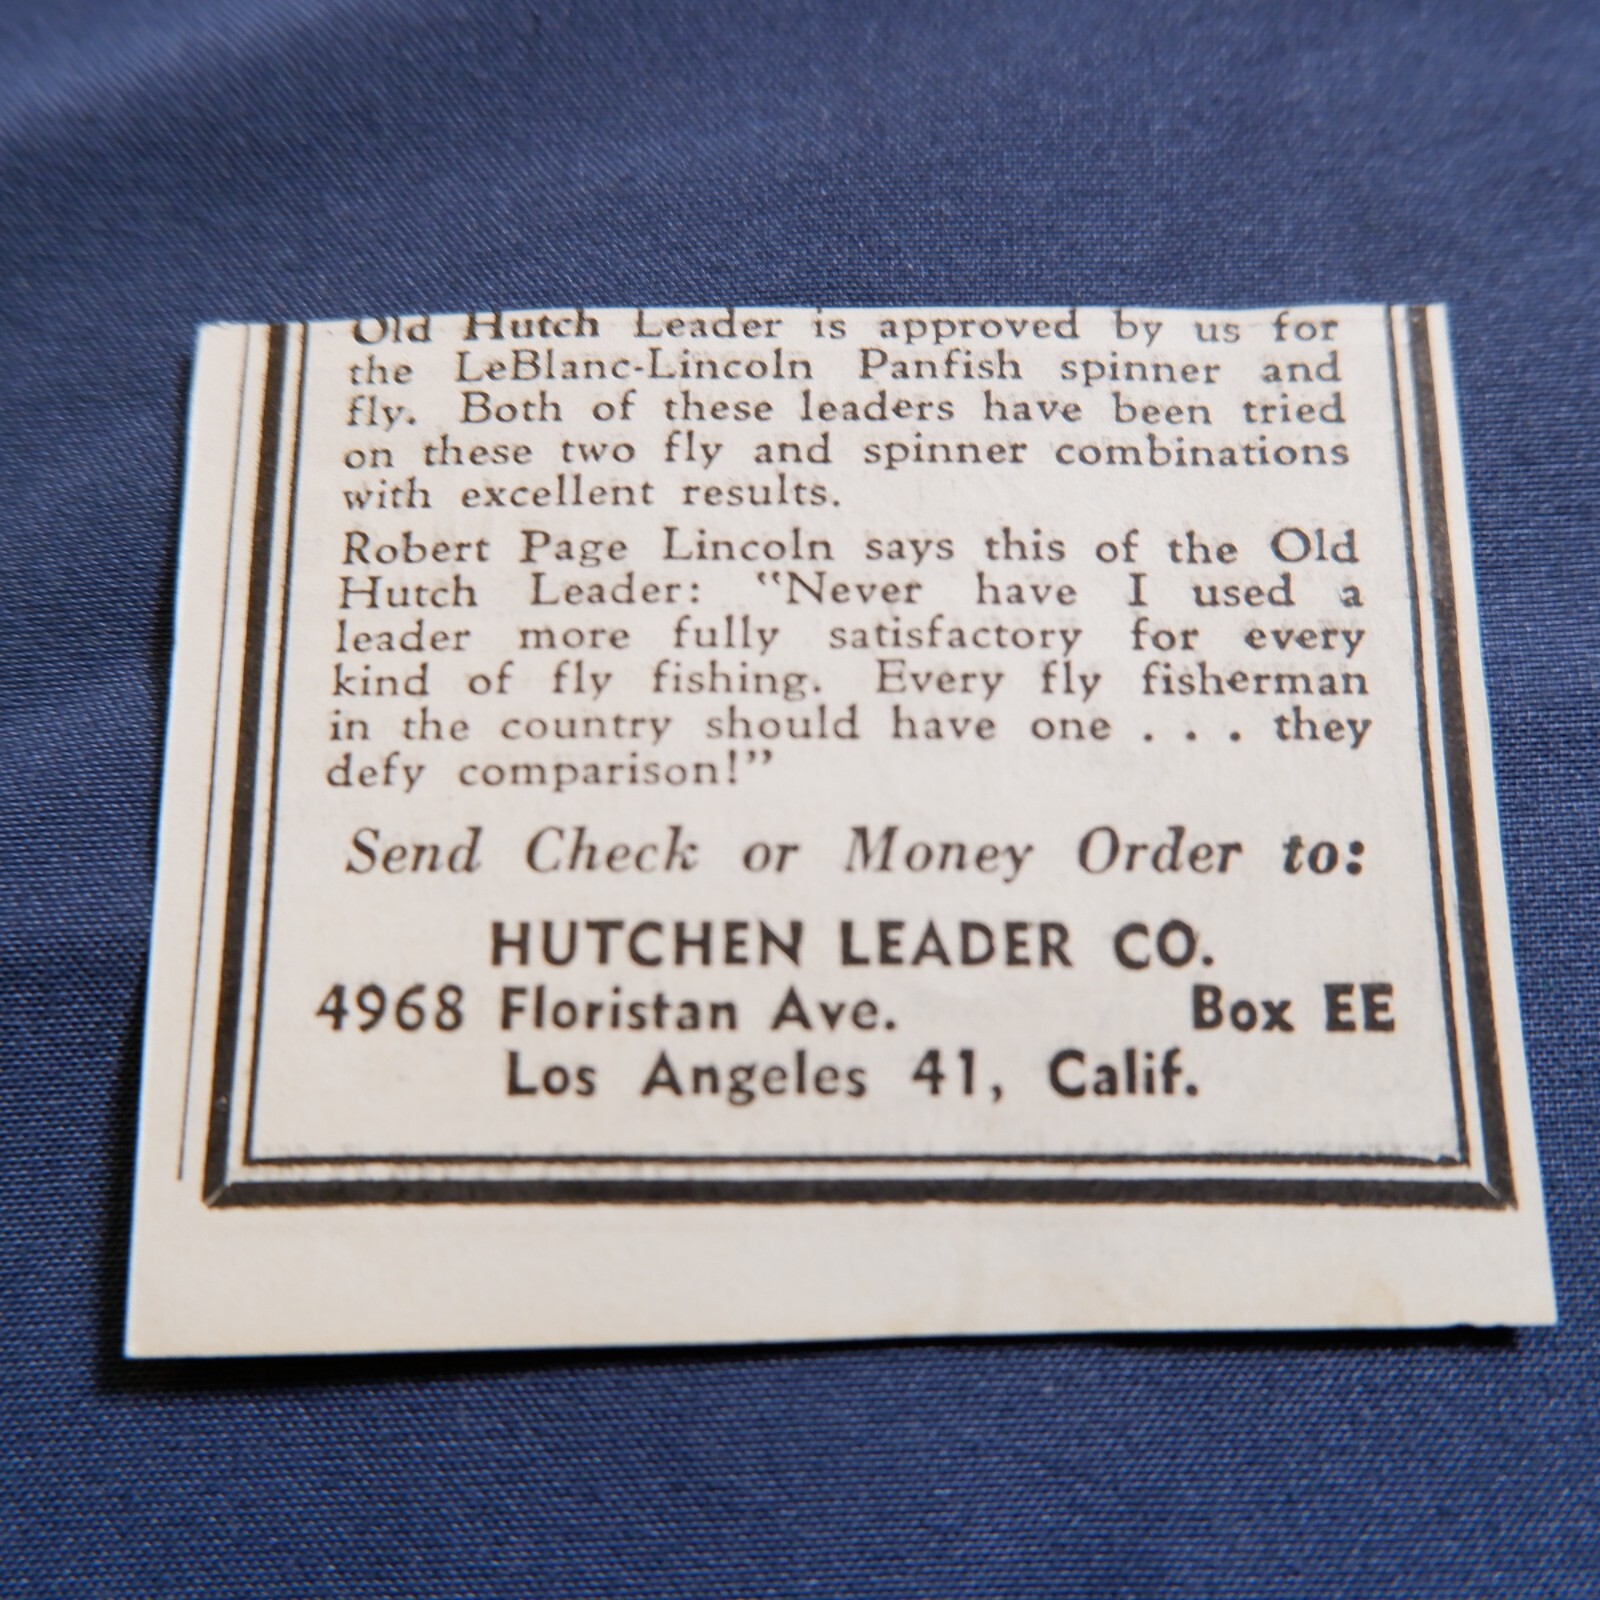 Old Hutch Leader is approved by us for
the LeBlanc-Lincoln Panfish spinner and
fly. Both of these leaders have been tried
on these two fly and spinner combinations
with excellent results.
Robert Page Lincoln says this of the Old
Hutch Leader: "Never have I used a
leader more fully satisfactory for every
kind of fly fishing. Every fly fisherman
in the country should have one . . . they
defy comparison!"
Send Check or Money Order to:
HUTCHEN LEADER CO.
4968 Floristan Ave. Box EE
Los Angeles 41, Calif.